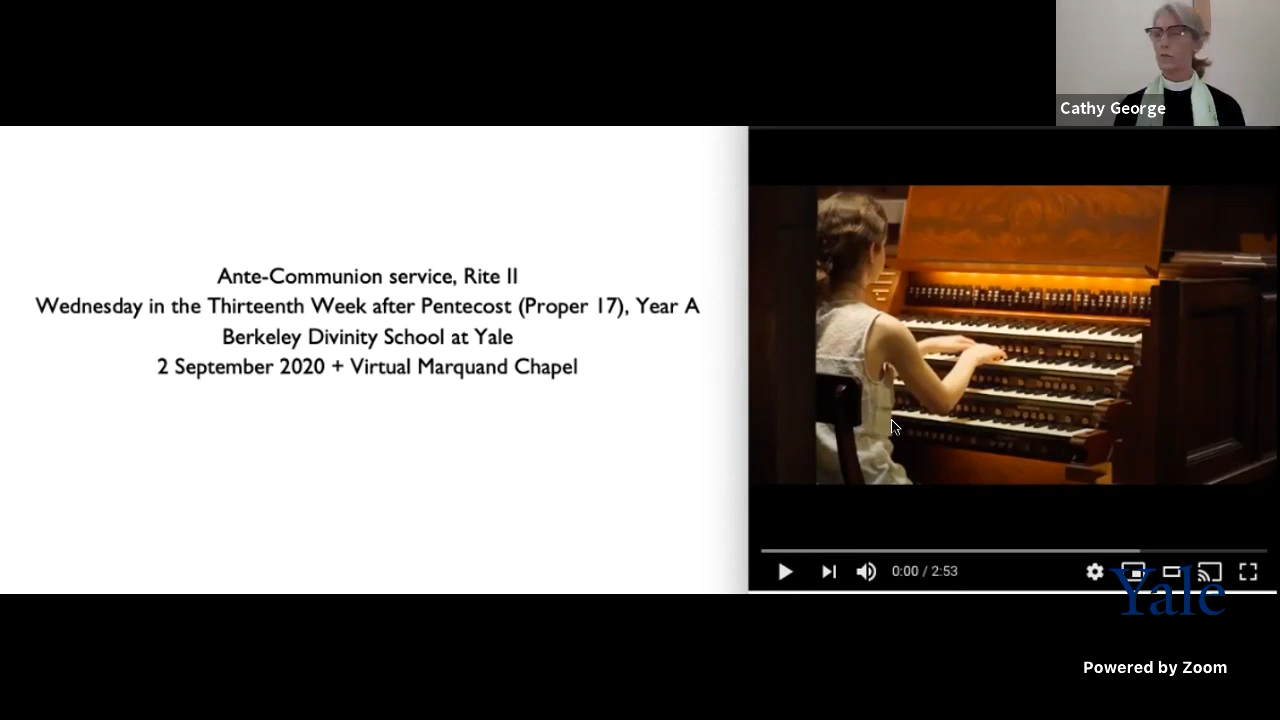 Cathy George
Ante-Communion service, Rite II
Wednesday in the Thirteenth Week after Pentecost (Proper 17), Year A
Berkeley Divinity School at Yale
2 September 2020 + Virtual Marquand Chapel
0:00 / 2:53
Yale
Powered by Zoom